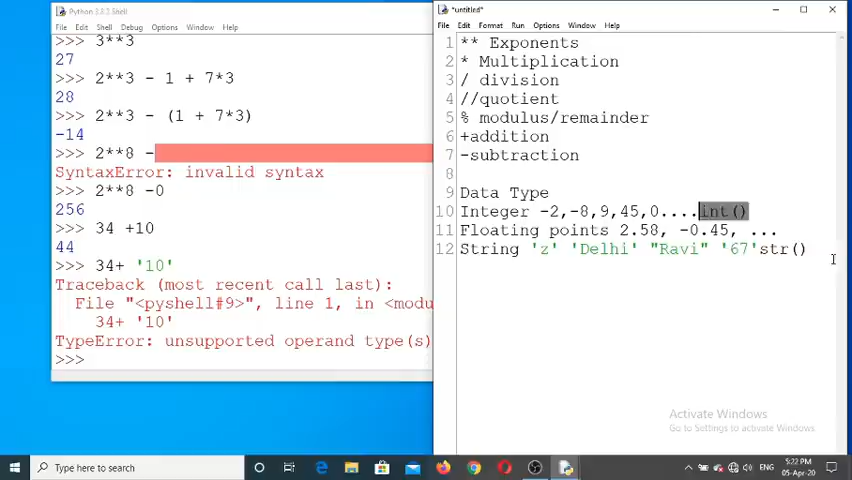 Python 3.8.2 Shell
File Edit Shell Debug Options Window Help
>>> 3**3
27
>>> 2**3 - 1 + 7*3
28
>>> 2**3 - (1 + 7*3)
-14
>>> 2**8 -
SyntaxError: invalid syntax
>>> 2**8 -0
256
>>> 34 +10
44
>>> 34+ '10'
Traceback (most recent call last):
File "<pyshell#9>", line 1, in <modu
34+ '10'
TypeError: unsupported operand type(s)
>>>
*untitled*
File Edit Format Run Options Window Help
1 ** Exponents
2 * Multiplication
3 / division
4 //quotient
5 % modulus/remainder
6 +addition
7 -subtraction
8
9 Data Type
10 Integer -2,-8,9,45,0....int()
11 Floating points 2.58, -0.45, ...
12 String 'z' 'Delhi' "Ravi" '67'str()
Activate Windows
Go to Settings to activate Windows.
Type here to search
ENG
5:22 PM
05-Apr-20